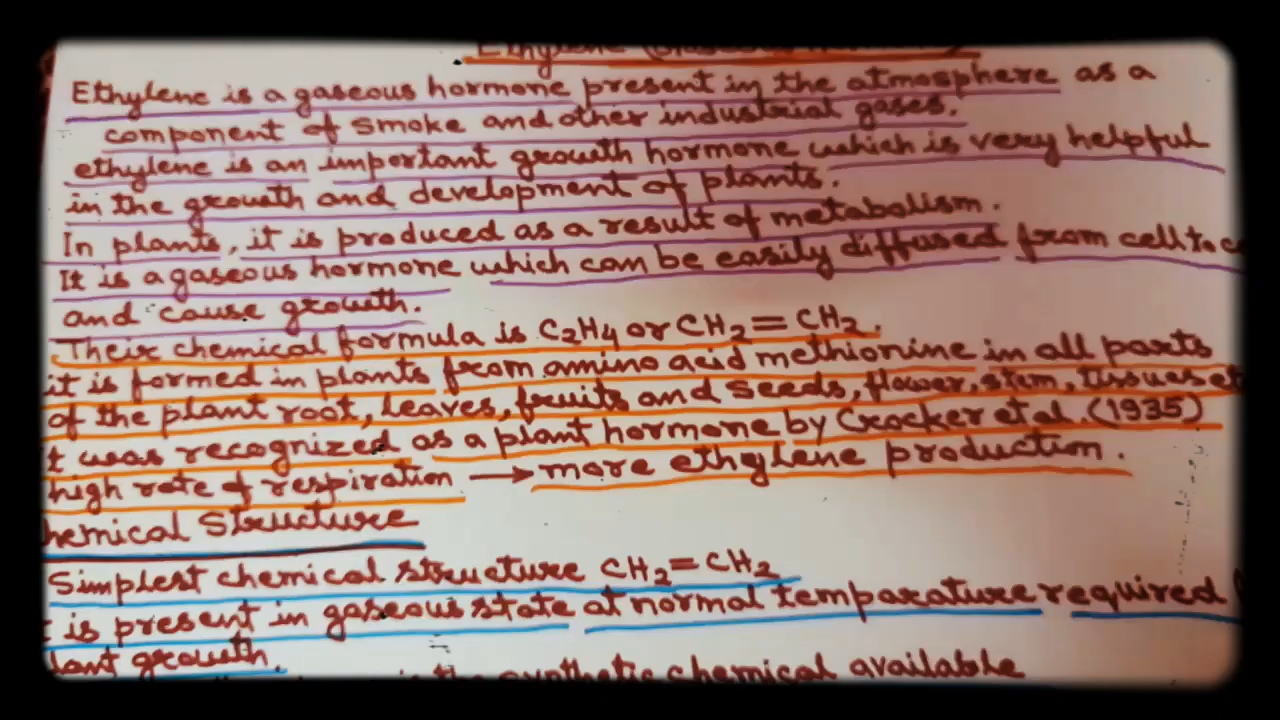 Ethylene
Ethylene is a gaseous hormone present in the atmosphere as a
component of smoke and other industrial gases.
ethylene is an important growth hormone which is very helpful
in the growth and development of plants.
In plants, it is produced as a result of metabolism.
It is a gaseous hormone which can be easily diffused from cell to c
and cause growth.
Their chemical formula is C2H4 or CH2=CH2.
it is formed in plants from amino acid methionine in all parts
of the plant root, leaves, fruits and seeds, flower, stem, tissues et
t was recognized as a plant hormone by Crocker et al. (1935)
high rate of respiration → more ethylene production.
hemical Structure
Simplest chemical structure CH2=CH2
is present in gaseous state at normal temparature required
lant growth.
is the synthetic chemical available